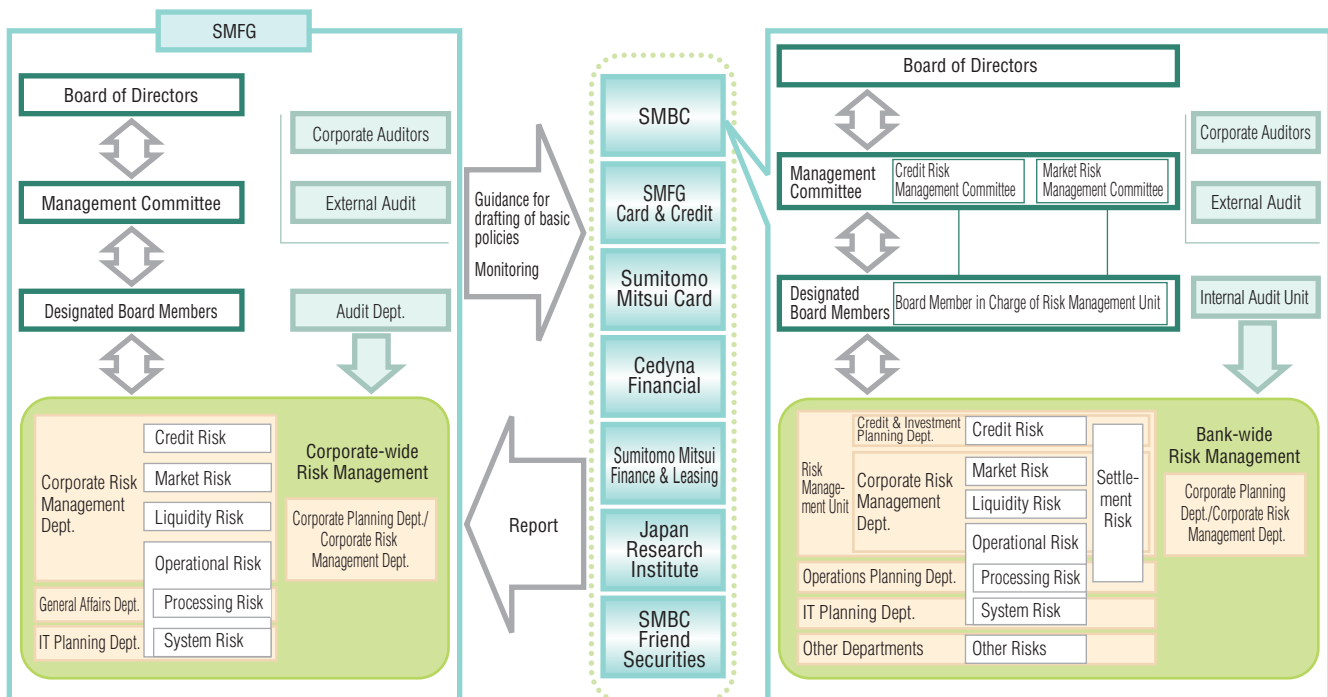 SMFG
Board of Directors
Corporate Auditors
Management Committee
External Audit
Designated Board Members
Audit Dept.
Corporate Risk
Management
Dept.
Credit Risk
Market Risk
Liquidity Risk
Operational Risk
General Affairs Dept.
Processing Risk
IT Planning Dept.
System Risk
Corporate-wide
Risk Management
Corporate Planning Dept./
Corporate Risk
Management Dept.
Guidance for
drafting of basic
policies
Monitoring
Report
SMBC
SMFG
Card & Credit
Sumitomo
Mitsui Card
Cedyna
Financial
Sumitomo Mitsui
Finance & Leasing
Japan
Research
Institute
SMBC
Friend
Securities
Board of Directors
Corporate Auditors
Management
Committee
Credit Risk
Management Committee
Market Risk
Management Committee
External Audit
Designated
Board Members
Board Member in Charge of Risk Management Unit
Internal Audit Unit
Risk
Manage-
ment Unit
Credit & Investment
Planning Dept.
Credit Risk
Corporate Risk
Management
Dept.
Market Risk
Liquidity Risk
Operational Risk
Settle-
ment
Risk
Operations Planning Dept.
Processing Risk
IT Planning Dept.
System Risk
Other Departments
Other Risks
Bank-wide
Risk Management
Corporate Planning
Dept./Corporate Risk
Management Dept.